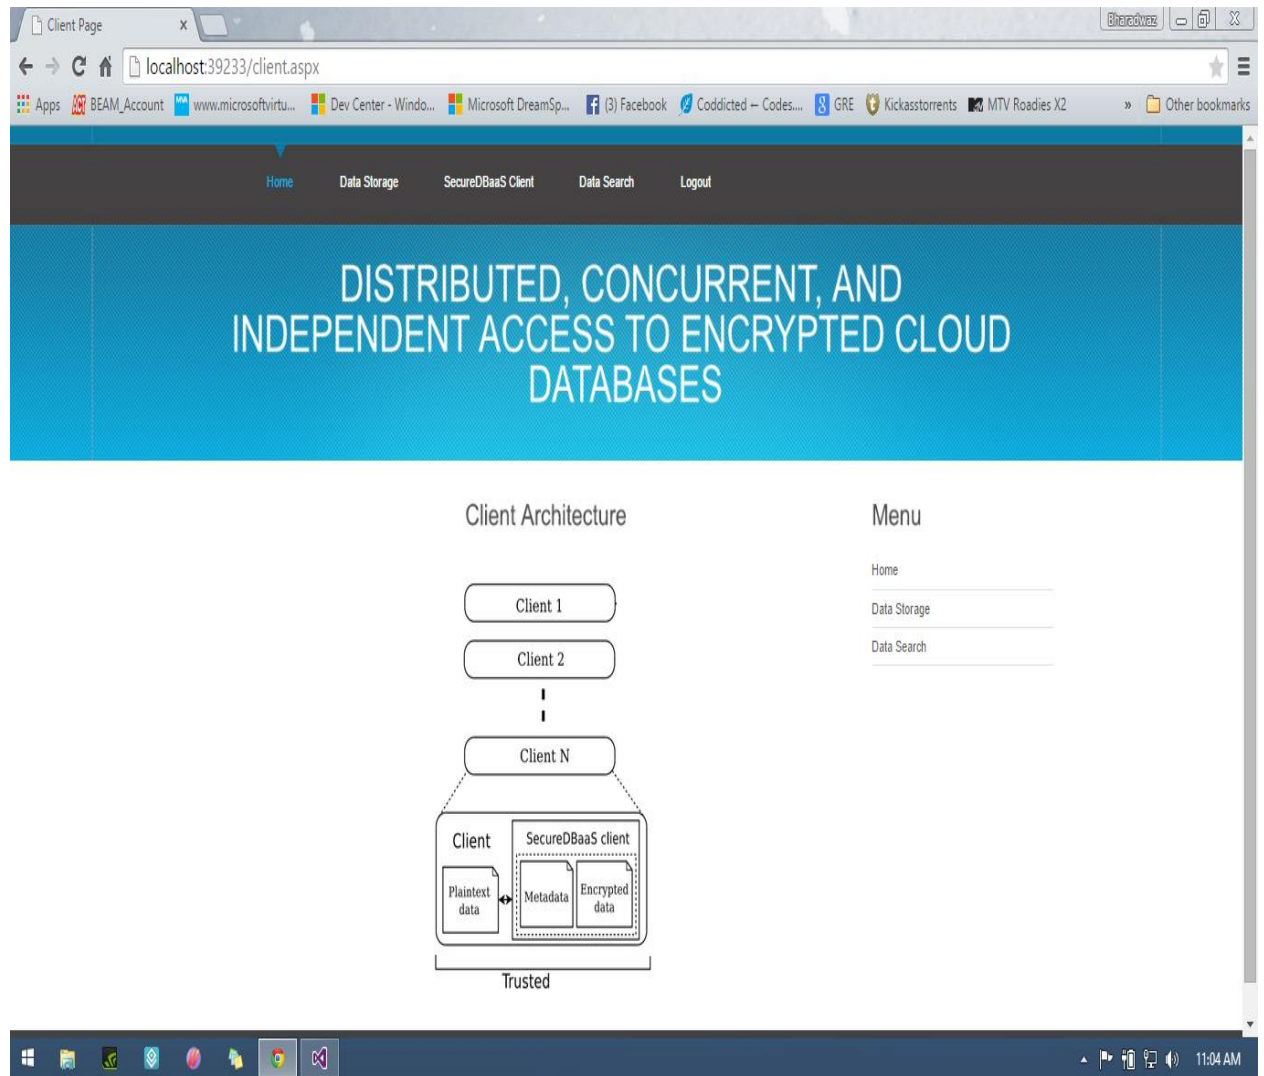 Client Page
Bharadwaz
localhost:39233/client.aspx
Apps BEAM_Account www.microsoftvirtu... Dev Center - Windo... Microsoft DreamSp... (3) Facebook Coddicted – Codes.... GRE Kickasstorrents MTV Roadies X2 » Other bookmarks
Home Data Storage SecureDBaaS Client Data Search Logout
DISTRIBUTED, CONCURRENT, AND
INDEPENDENT ACCESS TO ENCRYPTED CLOUD
DATABASES
Client Architecture
Client 1
Client 2
Client N
Client
SecureDBaaS client
Plaintext
data
Metadata
Encrypted
data
Trusted
Menu
Home
Data Storage
Data Search
11:04 AM